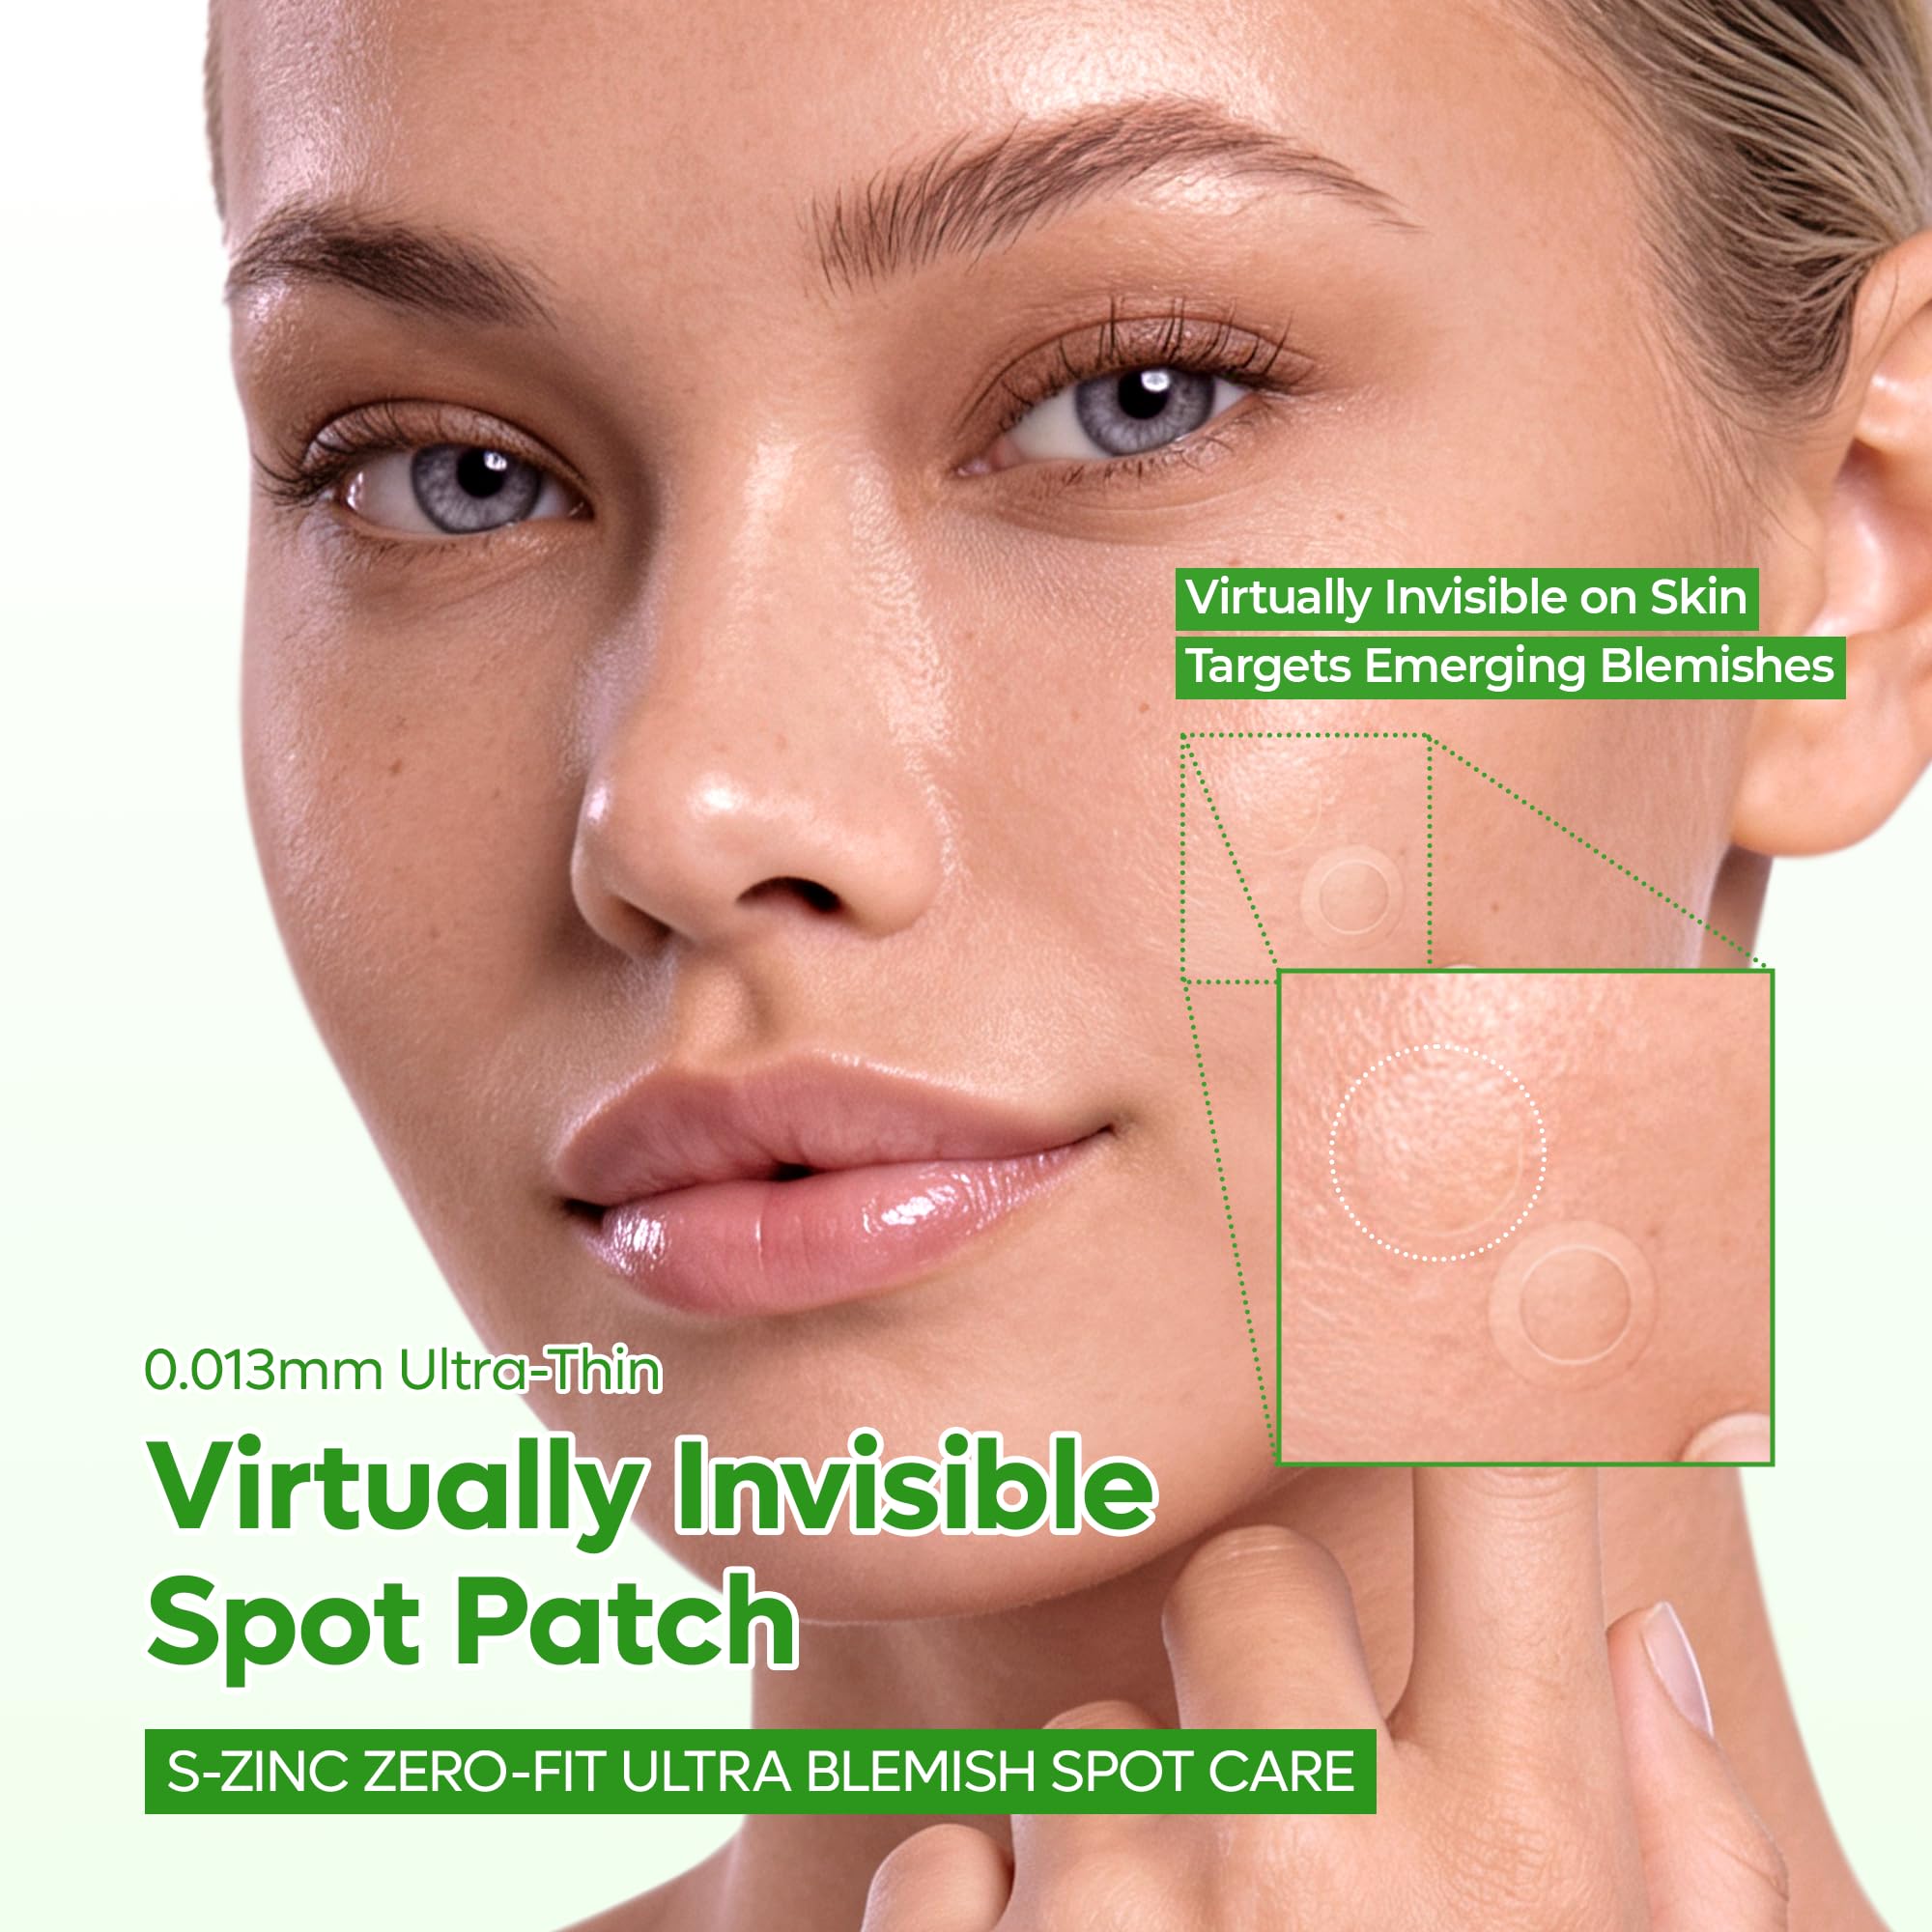 Virtually Invisible on Skin
Targets Emerging Blemishes
0.013mm Ultra-Thin
Virtually Invisible
Spot Patch
S-ZINC ZERO-FIT ULTRA BLEMISH SPOT CARE